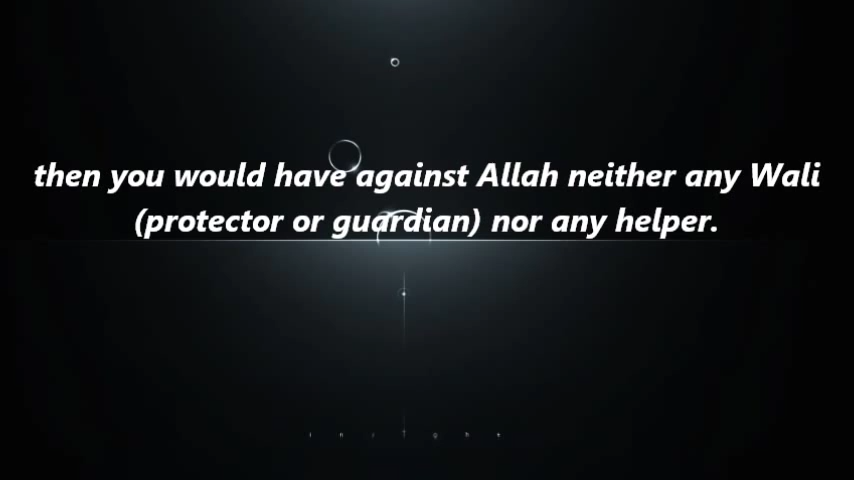 then you would have against Allah neither any Wali
(protector or guardian) nor any helper.